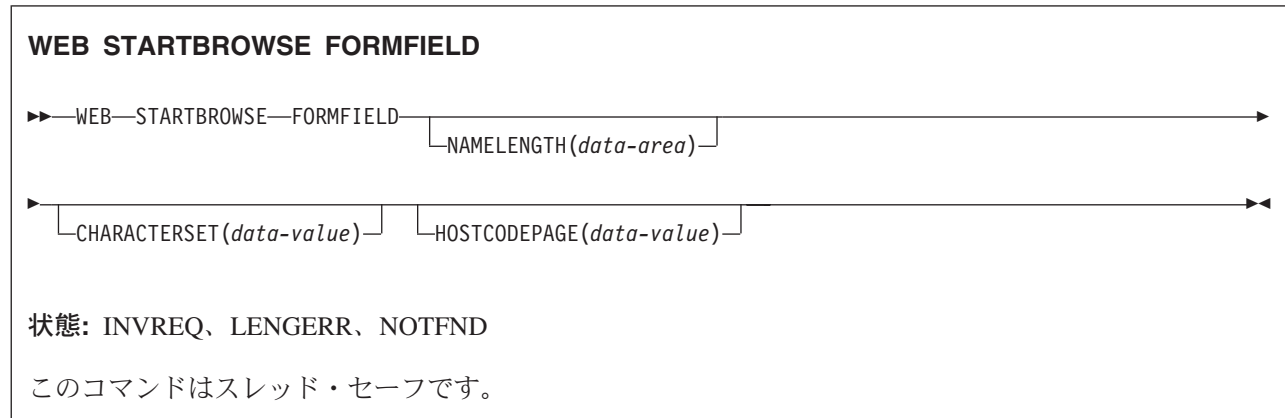 WEB STARTBROWSE FORMFIELD
WEB STARTBROWSE FORMFIELD
NAMELENGTH(data-area)
CHARACTERSET(data-value) HOSTCODEPAGE(data-value)
状態: INVREQ、LENGERR、NOTFND
このコマンドはスレッド・セーフです。